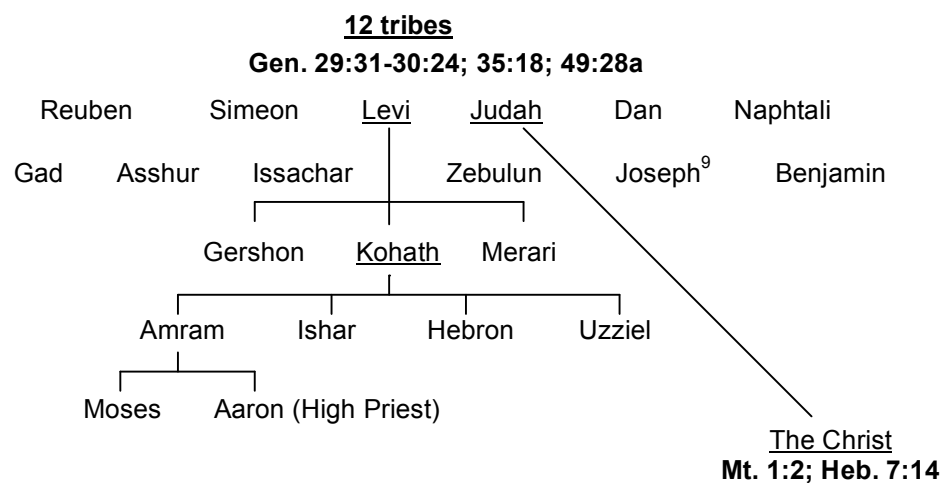 12 tribes
Gen. 29:31-30:24; 35:18; 49:28a
Reuben Simeon Levi Judah Dan Naphtali
Gad Asshur Issachar Zebulun Joseph9 Benjamin
Gershon Kohath Merari
Amram Ishar Hebron Uzziel
Moses Aaron (High Priest)
The Christ
Mt. 1:2; Heb. 7:14